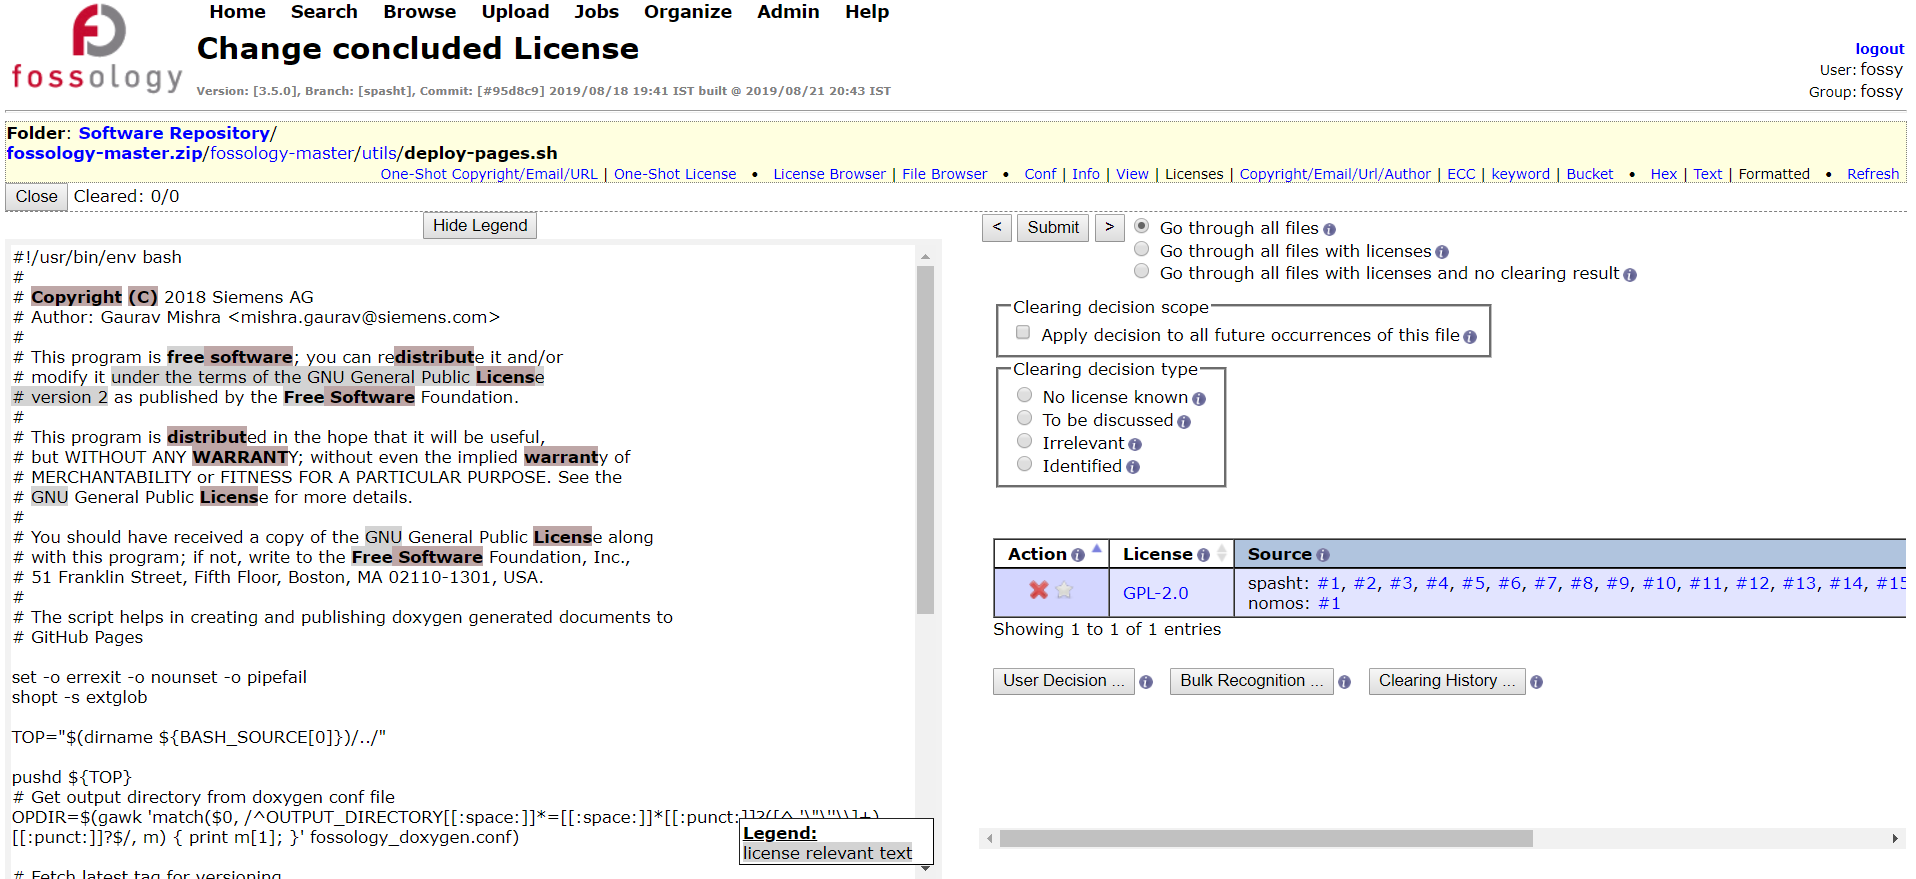 fossology
Home Search Browse Upload Jobs Organize Admin Help
Change concluded License
Version: [3.5.0], Branch: [spasht], Commit: [#95d8c9] 2019/08/18 19:41 IST built @ 2019/08/21 20:43 IST
logout
User: fossy
Group: fossy
Folder: Software Repository/
fossology-master.zip/fossology-master/utils/deploy-pages.sh
One-Shot Copyright/Email/URL | One-Shot License • License Browser | File Browser • Conf | Info | View | Licenses | Copyright/Email/Url/Author | ECC | keyword | Bucket • Hex | Text | Formatted • Refresh
Close Cleared: 0/0
Hide Legend
#!/usr/bin/env bash
#
# Copyright (C) 2018 Siemens AG
# Author: Gaurav Mishra <mishra.gaurav@siemens.com>
#
# This program is free software; you can redistribute it and/or
# modify it under the terms of the GNU General Public License
# version 2 as published by the Free Software Foundation.
#
# This program is distributed in the hope that it will be useful,
# but WITHOUT ANY WARRANTY; without even the implied warranty of
# MERCHANTABILITY or FITNESS FOR A PARTICULAR PURPOSE. See the
# GNU General Public License for more details.
#
# You should have received a copy of the GNU General Public License along
# with this program; if not, write to the Free Software Foundation, Inc.,
# 51 Franklin Street, Fifth Floor, Boston, MA 02110-1301, USA.
#
# The script helps in creating and publishing doxygen generated documents to
# GitHub Pages
set -o errexit -o nounset -o pipefail
shopt -s extglob
TOP="$(dirname ${BASH_SOURCE[0]})/../"
pushd ${TOP}
# Get output directory from doxygen conf file
OPDIR=$(gawk 'match($0, /^OUTPUT_DIRECTORY[[:space:]]*=[[:space:]]*[[:punct:]]?([^ '\"\''\\]+)
[[:punct:]]?$/, m) { print m[1]; }' fossology_doxygen.conf)
# Fetch latest tag for versioning
Legend:
license relevant text
< Submit >
Go through all files
Go through all files with licenses
Go through all files with licenses and no clearing result
Clearing decision scope
Apply decision to all future occurrences of this file
Clearing decision type
No license known
To be discussed
Irrelevant
Identified
Action License Source
GPL-2.0
spasht: #1, #2, #3, #4, #5, #6, #7, #8, #9, #10, #11, #12, #13, #14, #15
nomos: #1
Showing 1 to 1 of 1 entries
User Decision ... Bulk Recognition ... Clearing History ...